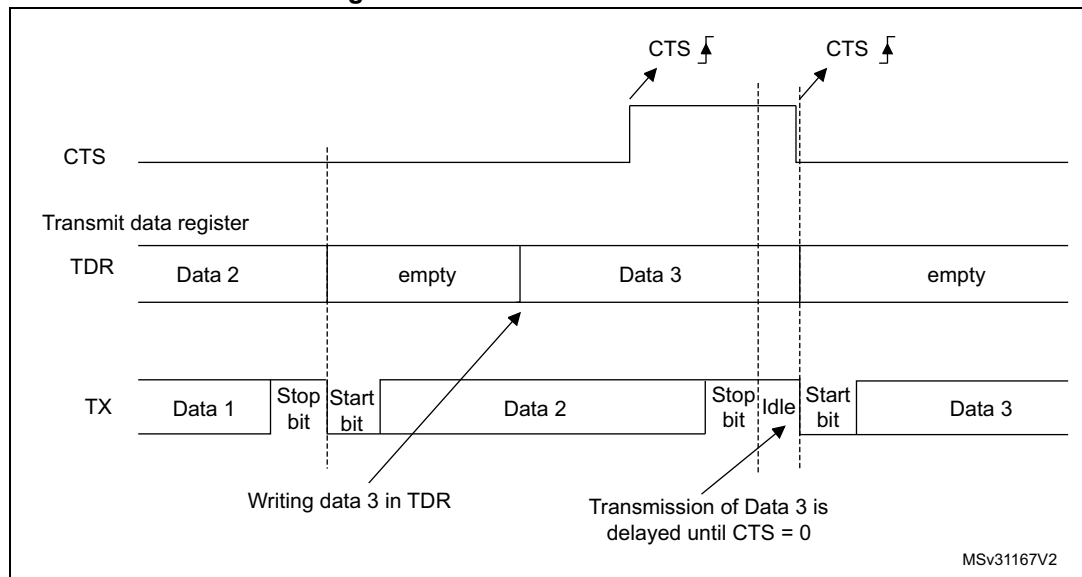 CTS CTS
CTS
Transmit data register
TDR Data 2 empty Data 3 empty
TX Data 1 Stop bit Start bit Data 2 Stop bit Idle Start bit Data 3
Writing data 3 in TDR
Transmission of Data 3 is
delayed until CTS = 0
MSv31167V2